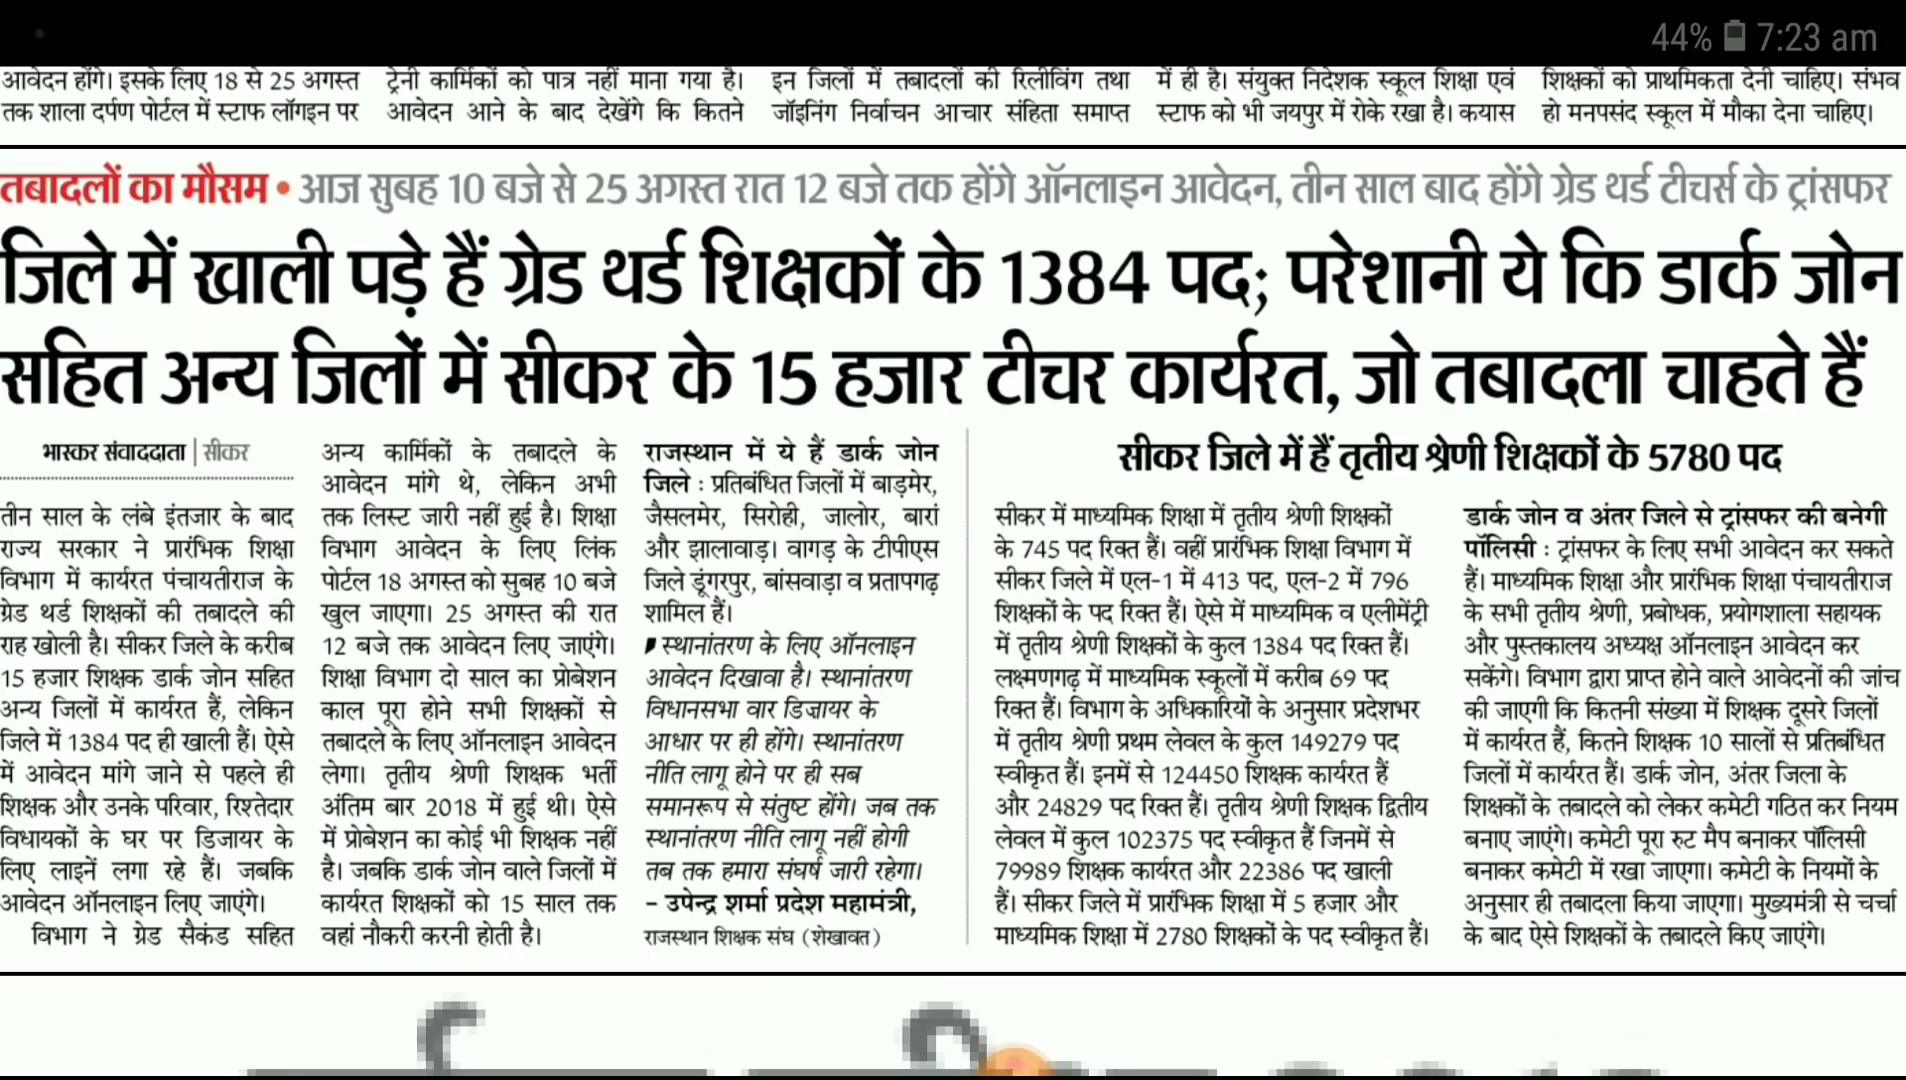 44% 7:23 am
आवेदन होंगे। इसके लिए 18 से 25 अगस्त
तक शाला दर्पण पोर्टल में स्टाफ लॉगइन पर
ट्रेनी कार्मिकों को पात्र नहीं माना गया है।
आवेदन आने के बाद देखेंगे कि कितने
इन जिलों में तबादलों की रिलीविंग तथा
जॉइनिंग निर्वाचन आचार संहिता समाप्त
में ही है। संयुक्त निदेशक स्कूल शिक्षा एवं
स्टाफ को भी जयपुर में रोके रखा है। कयास
शिक्षकों को प्राथमिकता देनी चाहिए। संभव
हो मनपसंद स्कूल में मौका देना चाहिए।
तबादलों का मौसम • आज सुबह 10 बजे से 25 अगस्त रात 12 बजे तक होंगे ऑनलाइन आवेदन, तीन साल बाद होंगे ग्रेड थर्ड टीचर्स के ट्रांसफर
जिले में खाली पड़े हैं ग्रेड थर्ड शिक्षकों के 1384 पद; परेशानी ये कि डार्क जोन
सहित अन्य जिलों में सीकर के 15 हजार टीचर कार्यरत, जो तबादला चाहते हैं
भास्कर संवाददाता | सीकर
तीन साल के लंबे इंतजार के बाद
राज्य सरकार ने प्रारंभिक शिक्षा
विभाग में कार्यरत पंचायतीराज के
ग्रेड थर्ड शिक्षकों की तबादले की
राह खोली है। सीकर जिले के करीब
15 हजार शिक्षक डार्क जोन सहित
अन्य जिलों में कार्यरत हैं, लेकिन
जिले में 1384 पद ही खाली हैं। ऐसे
में आवेदन मांगे जाने से पहले ही
शिक्षक और उनके परिवार, रिश्तेदार
विधायकों के घर पर डिजायर के
लिए लाइनें लगा रहे हैं। जबकि
आवेदन ऑनलाइन लिए जाएंगे।
विभाग ने ग्रेड सैकंड सहित
अन्य कार्मिकों के तबादले के
आवेदन मांगे थे, लेकिन अभी
तक लिस्ट जारी नहीं हुई है। शिक्षा
विभाग आवेदन के लिए लिंक
पोर्टल 18 अगस्त को सुबह 10 बजे
खुल जाएगा। 25 अगस्त की रात
12 बजे तक आवेदन लिए जाएंगे।
शिक्षा विभाग दो साल का प्रोबेशन
काल पूरा होने सभी शिक्षकों से
तबादले के लिए ऑनलाइन आवेदन
लेगा। तृतीय श्रेणी शिक्षक भर्ती
अंतिम बार 2018 में हुई थी। ऐसे
में प्रोबेशन का कोई भी शिक्षक नहीं
है। जबकि डार्क जोन वाले जिलों में
कार्यरत शिक्षकों को 15 साल तक
वहां नौकरी करनी होती है।
राजस्थान में ये हैं डार्क जोन
जिले : प्रतिबंधित जिलों में बाड़मेर,
जैसलमेर, सिरोही, जालोर, बारां
और झालावाड़। वागड़ के टीपीएस
जिले डूंगरपुर, बांसवाड़ा व प्रतापगढ़
शामिल हैं।
स्थानांतरण के लिए ऑनलाइन
आवेदन दिखावा है। स्थानांतरण
विधानसभा वार डिजायर के
आधार पर ही होंगे। स्थानांतरण
नीति लागू होने पर ही सब
समानरूप से संतुष्ट होंगे। जब तक
स्थानांतरण नीति लागू नहीं होगी
तब तक हमारा संघर्ष जारी रहेगा।
- उपेन्द्र शर्मा प्रदेश महामंत्री,
राजस्थान शिक्षक संघ (शेखावत)
सीकर जिले में हैं तृतीय श्रेणी शिक्षकों के 5780 पद
सीकर में माध्यमिक शिक्षा में तृतीय श्रेणी शिक्षकों
के 745 पद रिक्त हैं। वहीं प्रारंभिक शिक्षा विभाग में
सीकर जिले में एल-1 में 413 पद, एल-2 में 796
शिक्षकों के पद रिक्त हैं। ऐसे में माध्यमिक व एलीमेंट्री
में तृतीय श्रेणी शिक्षकों के कुल 1384 पद रिक्त हैं।
लक्ष्मणगढ़ में माध्यमिक स्कूलों में करीब 69 पद
रिक्त हैं। विभाग के अधिकारियों के अनुसार प्रदेशभर
में तृतीय श्रेणी प्रथम लेवल के कुल 149279 पद
स्वीकृत हैं। इनमें से 124450 शिक्षक कार्यरत हैं
और 24829 पद रिक्त हैं। तृतीय श्रेणी शिक्षक द्वितीय
लेवल में कुल 102375 पद स्वीकृत हैं जिनमें से
79989 शिक्षक कार्यरत और 22386 पद खाली
हैं। सीकर जिले में प्रारंभिक शिक्षा में 5 हजार और
माध्यमिक शिक्षा में 2780 शिक्षकों के पद स्वीकृत हैं।
डार्क जोन व अंतर जिले से ट्रांसफर की बनेगी
पॉलिसी : ट्रांसफर के लिए सभी आवेदन कर सकते
हैं। माध्यमिक शिक्षा और प्रारंभिक शिक्षा पंचायतीराज
के सभी तृतीय श्रेणी, प्रबोधक, प्रयोगशाला सहायक
और पुस्तकालय अध्यक्ष ऑनलाइन आवेदन कर
सकेंगे। विभाग द्वारा प्राप्त होने वाले आवेदनों की जांच
की जाएगी कि कितनी संख्या में शिक्षक दूसरे जिलों
में कार्यरत हैं, कितने शिक्षक 10 सालों से प्रतिबंधित
जिलों में कार्यरत हैं। डार्क जोन, अंतर जिला के
शिक्षकों के तबादले को लेकर कमेटी गठित कर नियम
बनाए जाएंगे। कमेटी पूरा रुट मैप बनाकर पॉलिसी
बनाकर कमेटी में रखा जाएगा। कमेटी के नियमों के
अनुसार ही तबादला किया जाएगा। मुख्यमंत्री से चर्चा
के बाद ऐसे शिक्षकों के तबादले किए जाएंगे।